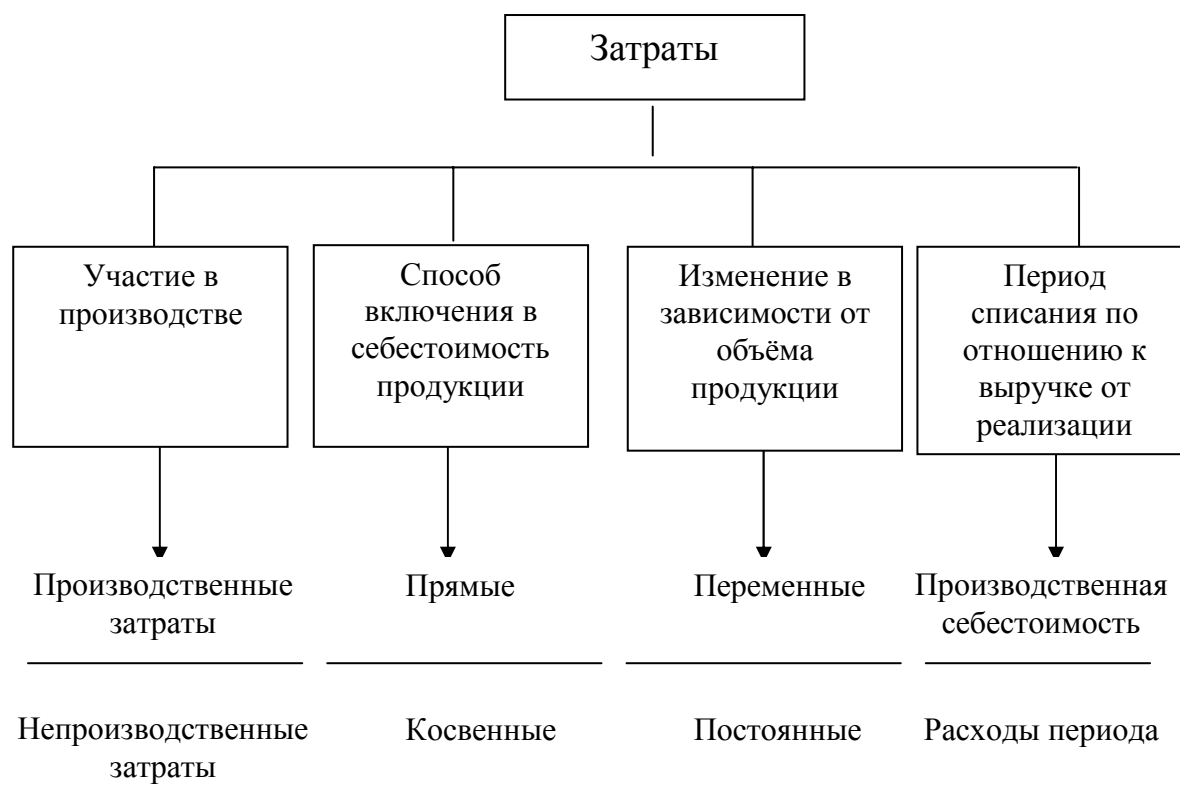 Затраты
Участие в
производстве
Способ
включения в
себестоимость
продукции
Изменение в
зависимости от
объёма
продукции
Период
списания по
отношению к
выручке от
реализации
Производственные
затраты
Прямые
Переменные
Производственная
себестоимость
Непроизводственные
затраты
Косвенные
Постоянные
Расходы периода